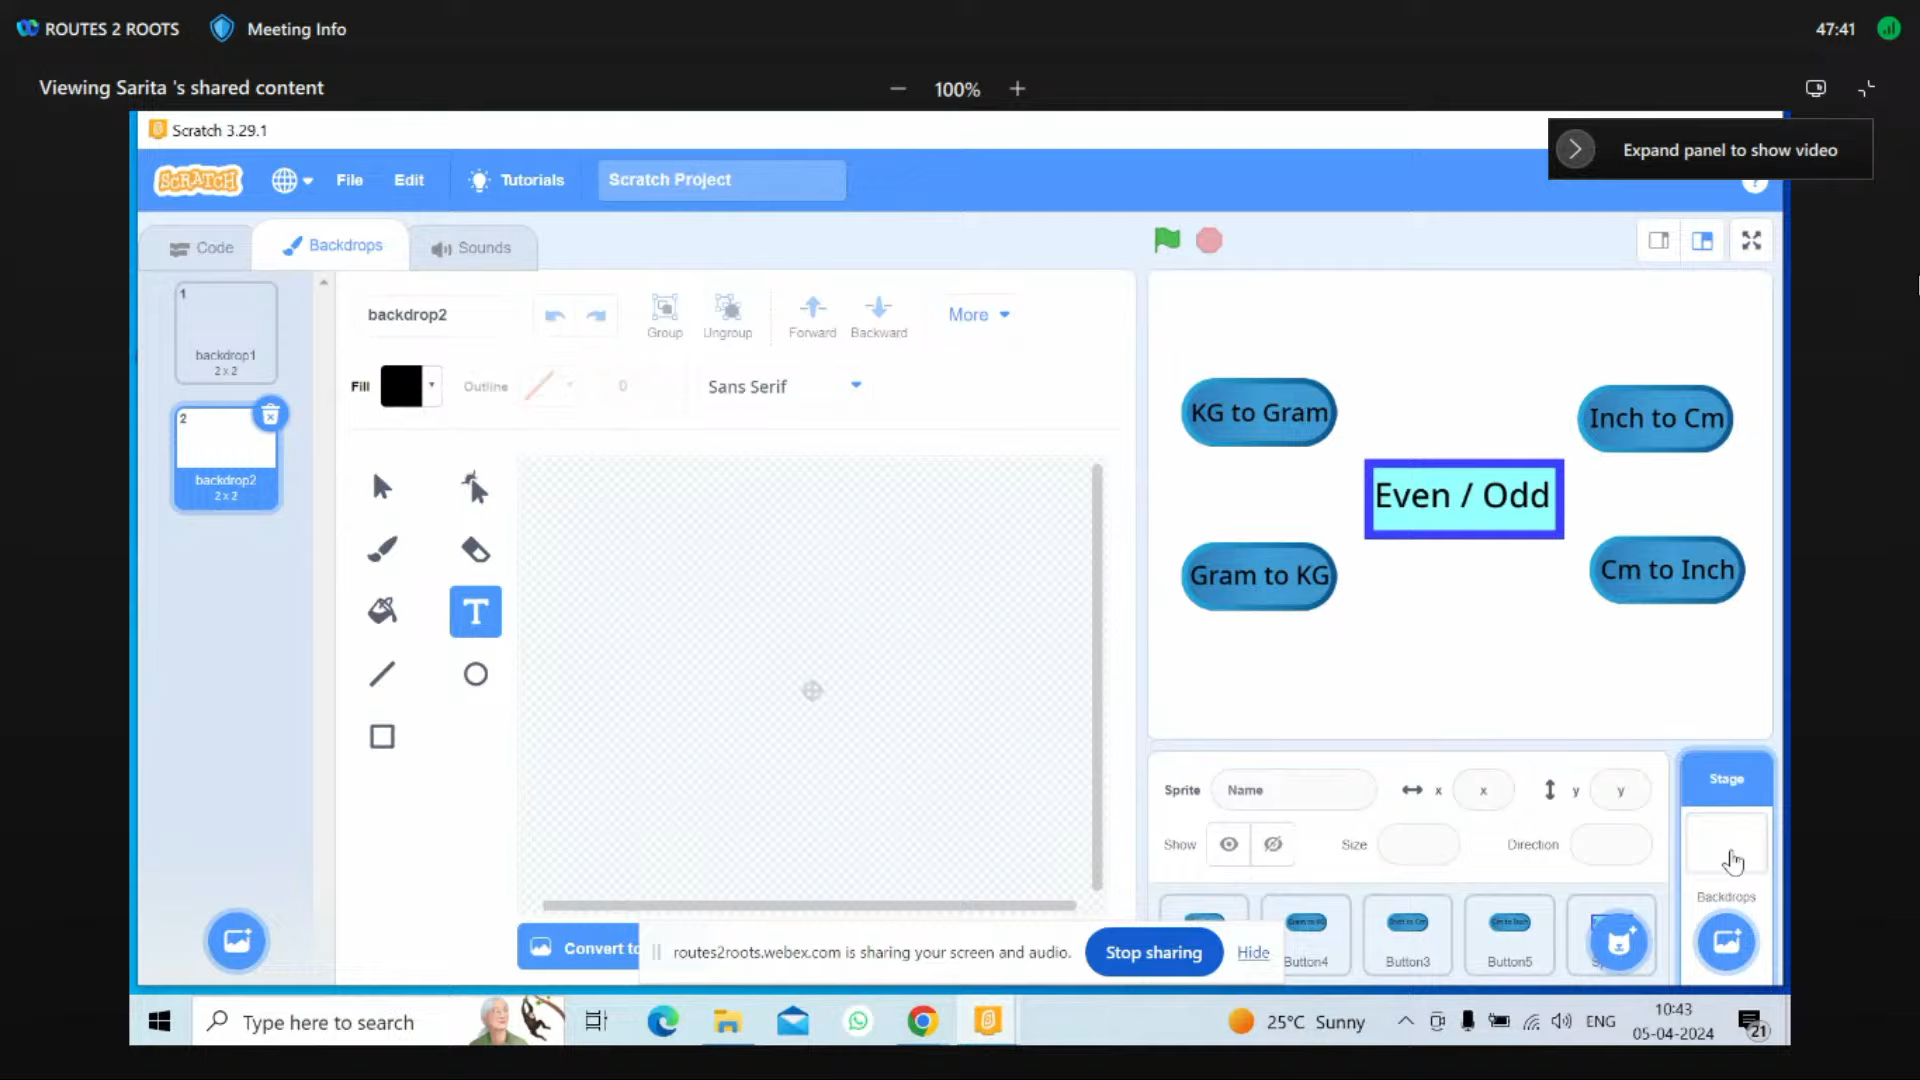 ROUTES 2 ROOTS
Meeting Info
47:41
Viewing Sarita 's shared content
100%
Scratch 3.29.1
Expand panel to show video
SCRATCH
File
Edit
Tutorials
Scratch Project
Code
Backdrops
Sounds
1
backdrop1
2 x 2
2
backdrop2
2 x 2
backdrop2
Group
Ungroup
Forward
Backward
More
Fill
Outline
0
Sans Serif
T
KG to Gram
Inch to Cm
Even / Odd
Gram to KG
Cm to Inch
Sprite
Name
x
x
y
y
Show
Size
Direction
Stage
Backdrops
Button4
Button3
Button5
Convert to
routes2roots.webex.com is sharing your screen and audio.
Stop sharing
Hide
Type here to search
25°C Sunny
ENG
10:43
05-04-2024
21